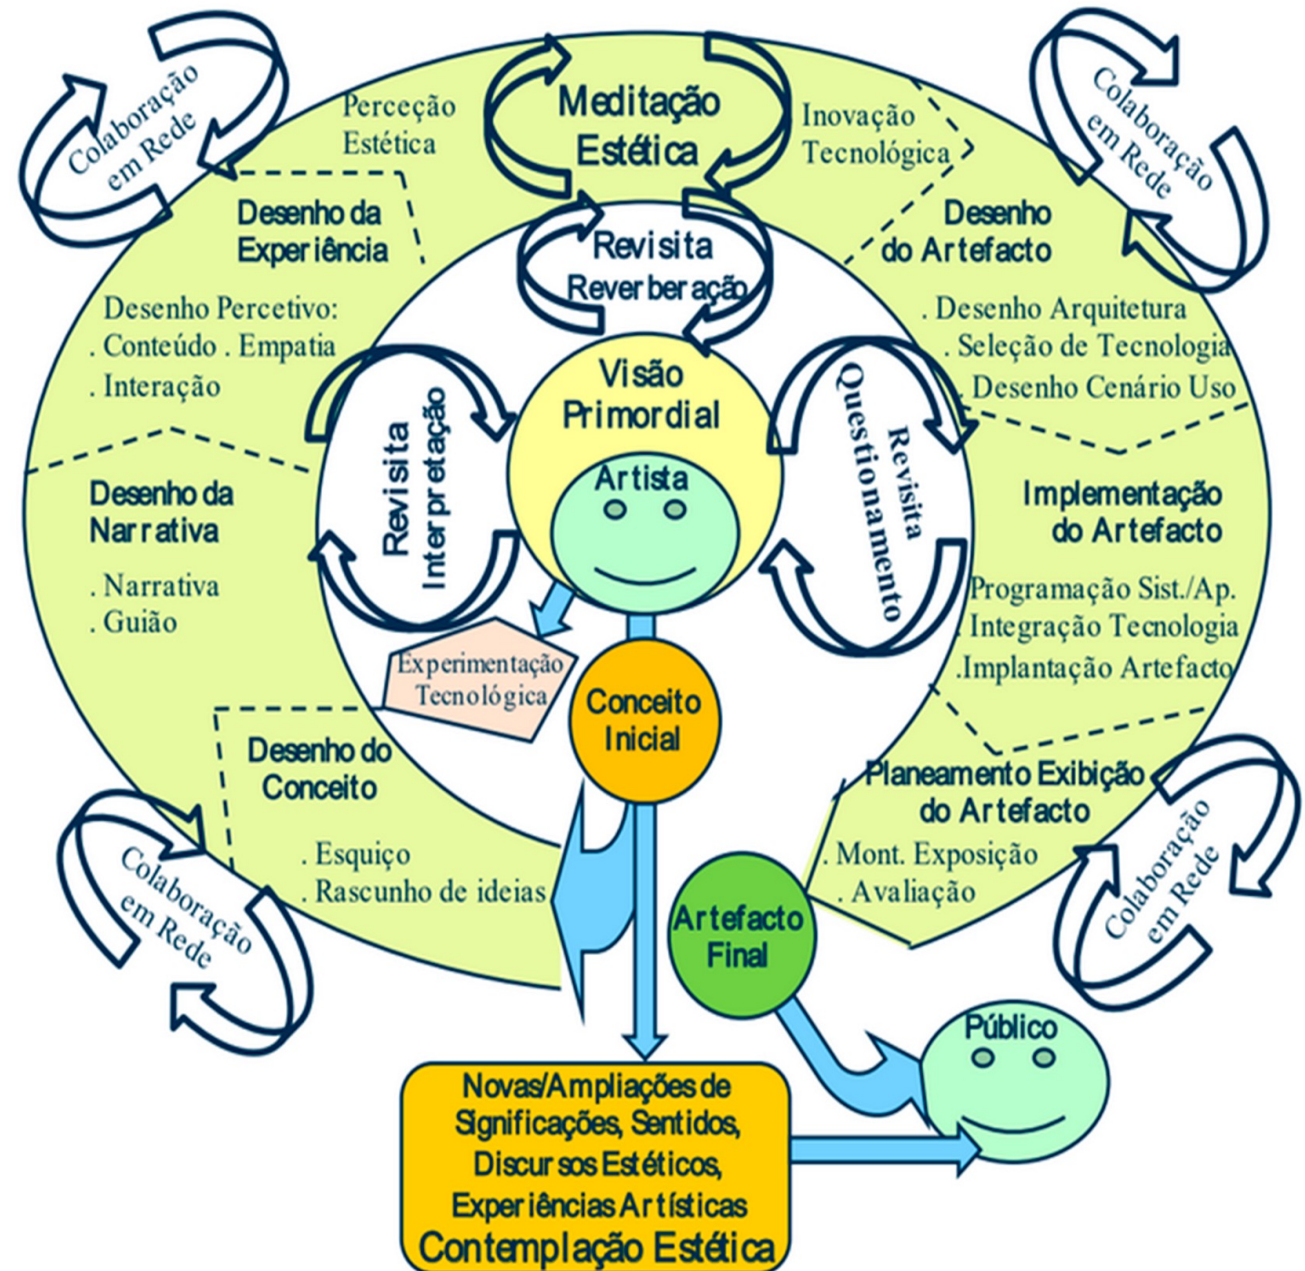 Colaboração
em Rede
Perceção
Estética
Meditação
Estética
Inovação
Tecnológica
Colaboração
em Rede
Desenho da
Experiência
Desenho Percetivo:
. Conteúdo . Empatia
. Interação
Revisita
Reverberação
Desenho
do Artefacto
. Desenho Arquitetura
. Seleção de Tecnologia
Desenho Cenário Uso
Revisita
Interpretação
Visão
Primordial
Artista
Revisita
Questionamento
Desenho da
Narrativa
. Narrativa
. Guião
Implementação
do Artefacto
Programação Sist./Ap.
. Integração Tecnologia
.Implantação Artefacto
Experimentação
Tecnológica
Conceito
Inicial
Desenho do
Conceito
. Esquiço
. Rascunho de ideias
Planeamento Exibição
do Artefacto
. Mont. Exposição
. Avaliação
Colaboração
em Rede
Colaboração
em Rede
Artefacto
Final
Público
Novas/Ampliações de
Significações, Sentidos,
Discursos Estéticos,
Experiências Artísticas
Contemplação Estética